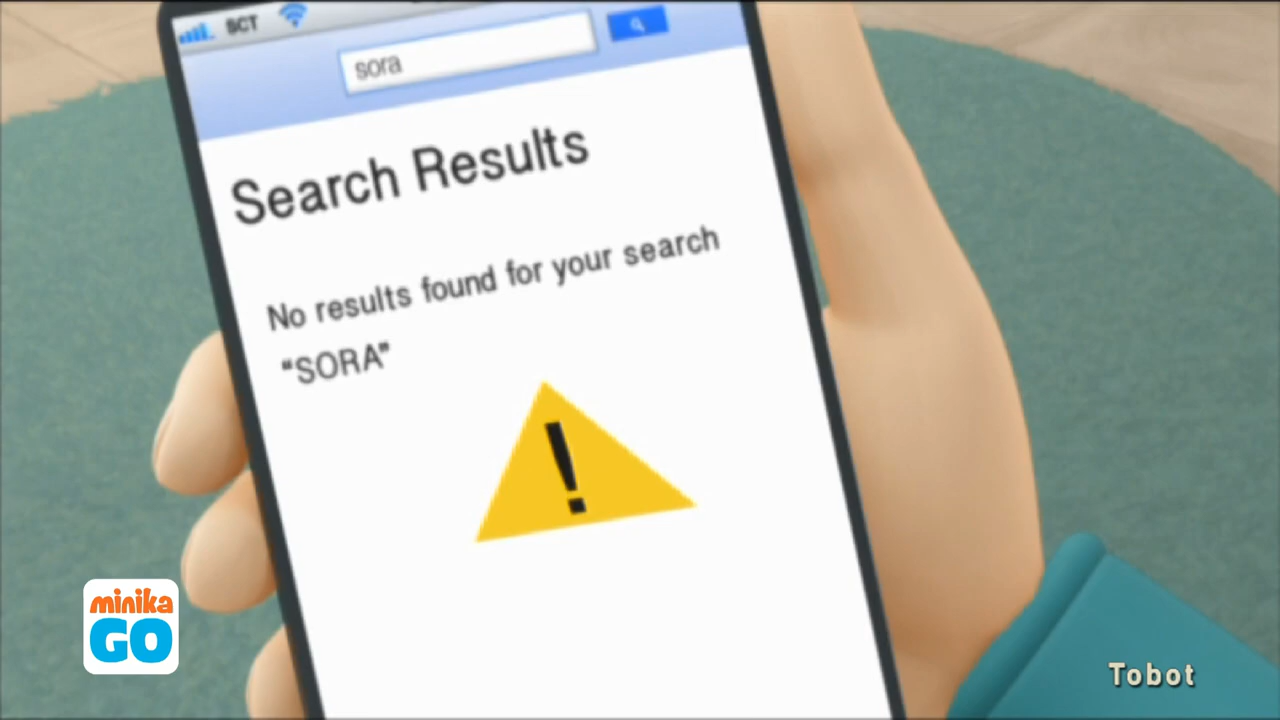 SCT
sora
Search Results
No results found for your search
“SORA”
!
minika
GO
Tobot